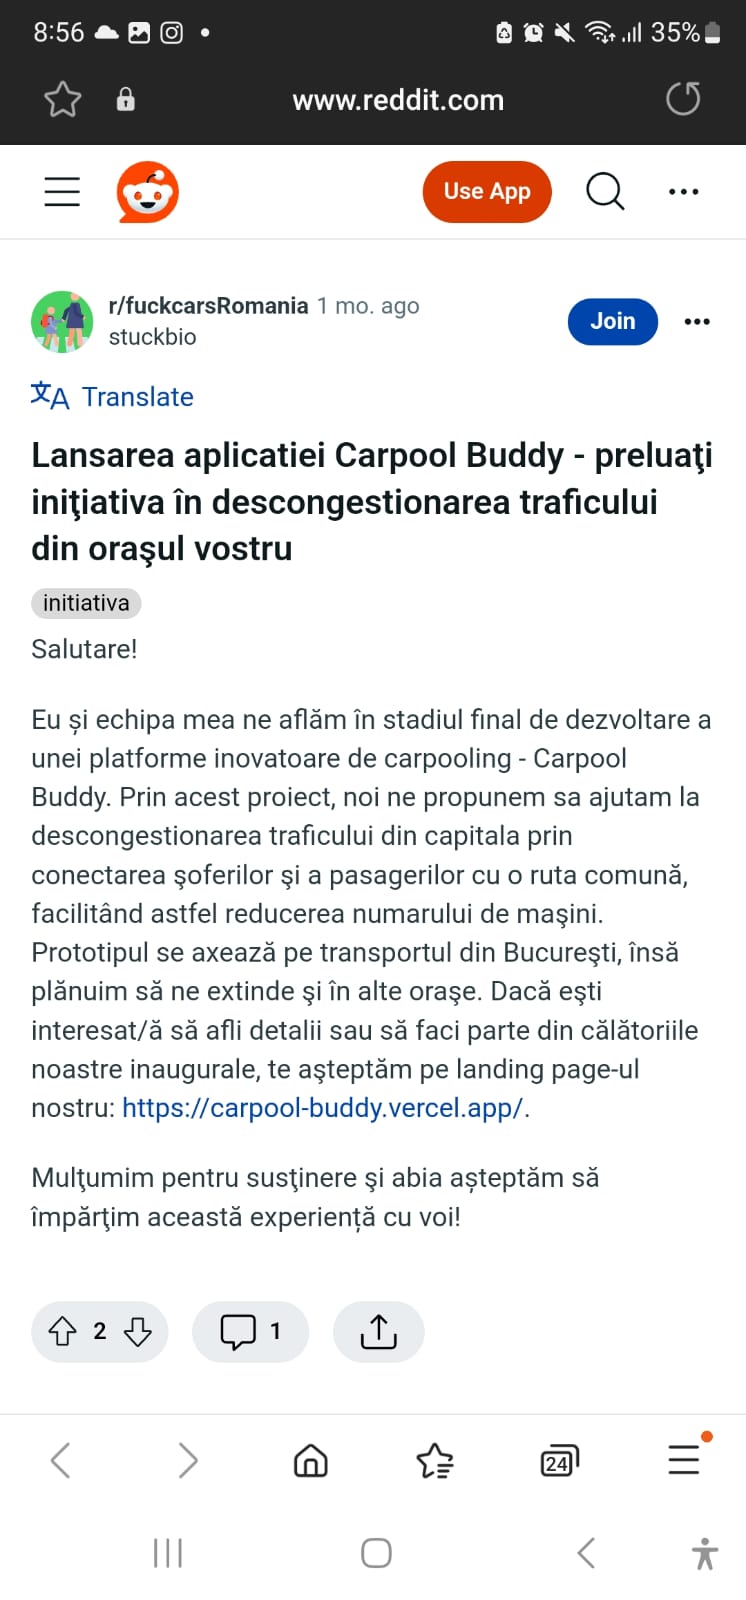 8:56
35%
www.reddit.com
Use App
r/fuckcarsRomania 1 mo. ago
stuckbio
Join
Translate
Lansarea aplicatiei Carpool Buddy - preluaţi
iniţiativa în descongestionarea traficului
din oraşul vostru
initiativa
Salutare!
Eu și echipa mea ne aflăm în stadiul final de dezvoltare a
unei platforme inovatoare de carpooling - Carpool
Buddy. Prin acest proiect, noi ne propunem sa ajutam la
descongestionarea traficului din capitala prin
conectarea şoferilor şi a pasagerilor cu o ruta comună,
facilitând astfel reducerea numarului de maşini.
Prototipul se axează pe transportul din Bucureşti, însă
plănuim să ne extinde şi în alte oraşe. Dacă eşti
interesat/ă să afli detalii sau să faci parte din călătoriile
noastre inaugurale, te aşteptăm pe landing page-ul
nostru: https://carpool-buddy.vercel.app/.
Mulţumim pentru susţinere şi abia așteptăm să
împărţim această experiență cu voi!
2
1
24